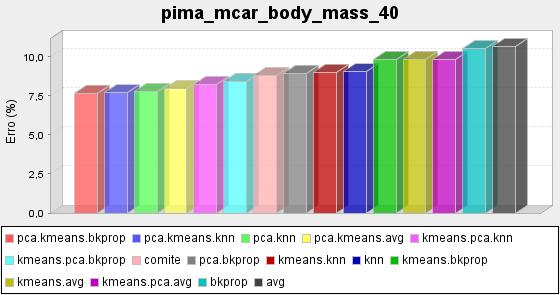 pima_mcar_body_mass_40
Erro (%)
10,0
7,5
5,0
2,5
0,0
pca.kmeans.bkprop pca.kmeans.knn pca.knn pca.kmeans.avg kmeans.pca.knn
kmeans.pca.bkprop comite pca.bkprop kmeans.knn knn kmeans.bkprop
kmeans.avg kmeans.pca.avg bkprop avg